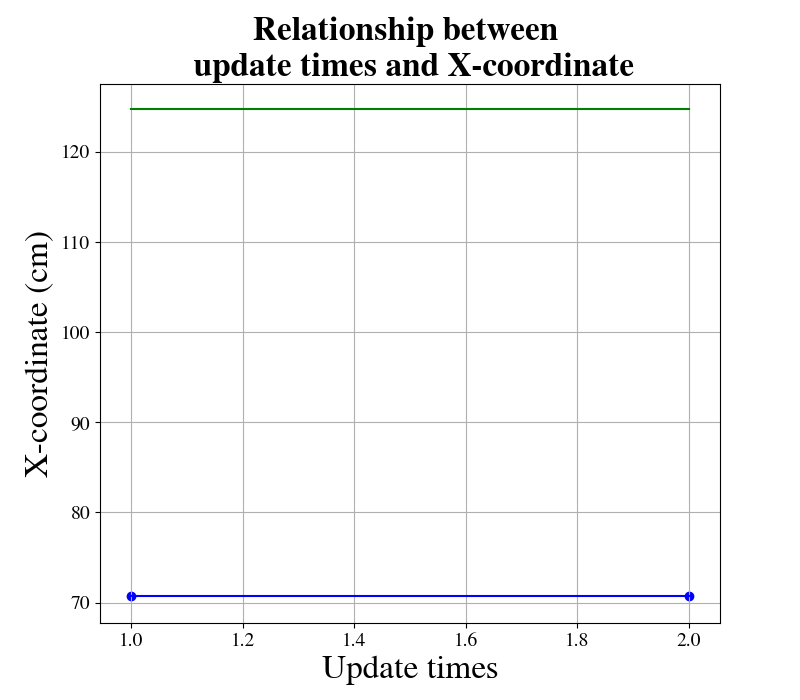 Relationship between
update times and X-coordinate
X-coordinate (cm)
120
110
100
90
80
70
1.0 1.2 1.4 1.6 1.8 2.0
Update times